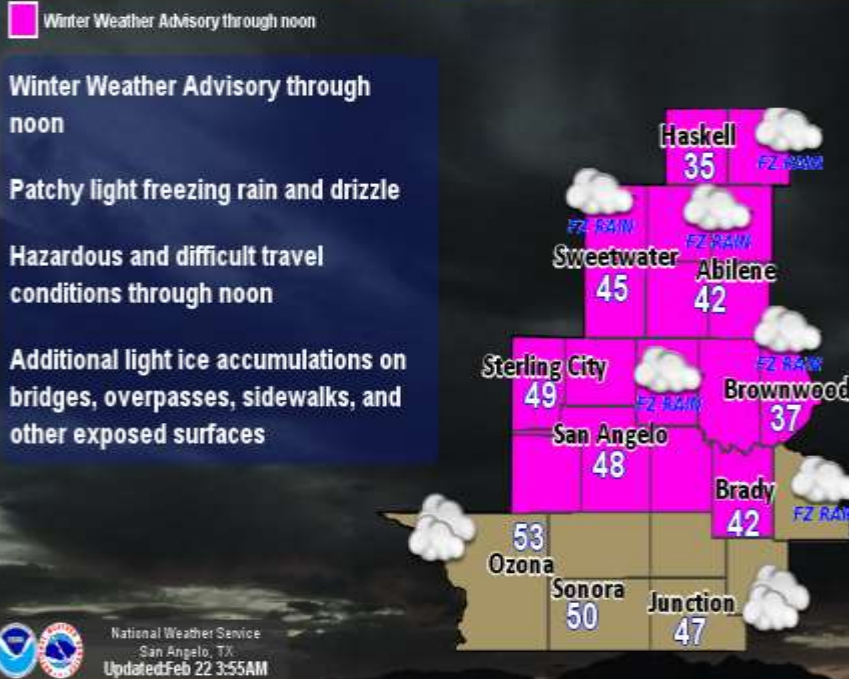 Winter Weather Advisory through noon
Winter Weather Advisory through
noon
Patchy light freezing rain and drizzle
Hazardous and difficult travel
conditions through noon
Additional light ice accumulations on
bridges, overpasses, sidewalks, and
other exposed surfaces
Haskell
35
FZ RAIN
FZ RAIN
FZ RAIN
Sweetwater
45
Abilene
42
FZ RAIN
Sterling City
49
FZ RAIN
Brownwood
37
San Angelo
48
Brady
42
FZ RAIN
53
Ozona
Sonora
50
Junction
47
National Weather Service
San Angelo, TX
Updated:Feb 22 3:55AM